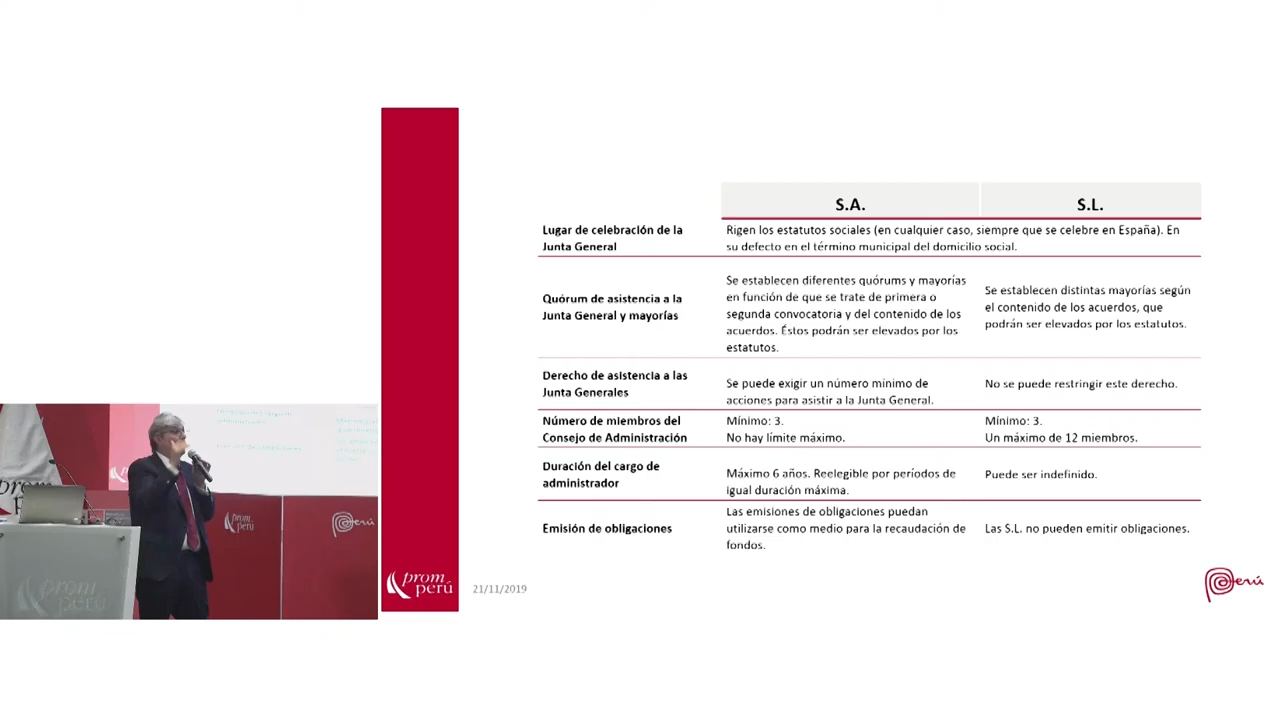 S.A.
S.L.
Lugar de celebración de la
Junta General
Rigen los estatutos sociales (en cualquier caso, siempre que se celebre en España). En
su defecto en el término municipal del domicilio social.
Quórum de asistencia a la
Junta General y mayorías
Se establecen diferentes quórums y mayorías
en función de que se trate de primera o
segunda convocatoria y del contenido de los
acuerdos. Éstos podrán ser elevados por los
estatutos.
Se establecen distintas mayorías según
el contenido de los acuerdos, que
podrán ser elevados por los estatutos.
Derecho de asistencia a las
Junta Generales
Se puede exigir un número mínimo de
acciones para asistir a la Junta General.
No se puede restringir este derecho.
Número de miembros del
Consejo de Administración
Mínimo: 3.
No hay límite máximo.
Mínimo: 3.
Un máximo de 12 miembros.
Duración del cargo de
administrador
Máximo 6 años. Reelegible por períodos de
igual duración máxima.
Puede ser indefinido.
Emisión de obligaciones
Las emisiones de obligaciones puedan
utilizarse como medio para la recaudación de
fondos.
Las S.L. no pueden emitir obligaciones.
prom
perú
21/11/2019
Perú
prom
perú
Perú
prom
perú